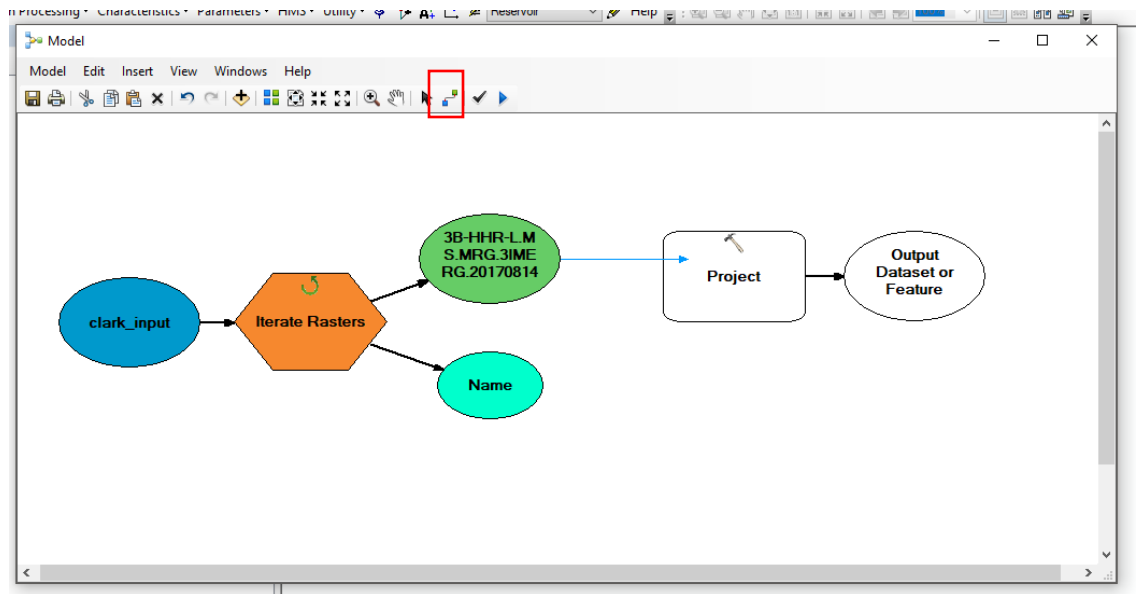 Processing Characteristics Parameters HMS Utility Reservoir Help
Model
Model Edit Insert View Windows Help
3B-HHR-L.M
S.MRG.3IME
RG.20170814
Project
Output
Dataset or
Feature
clark_input
Iterate Rasters
Name